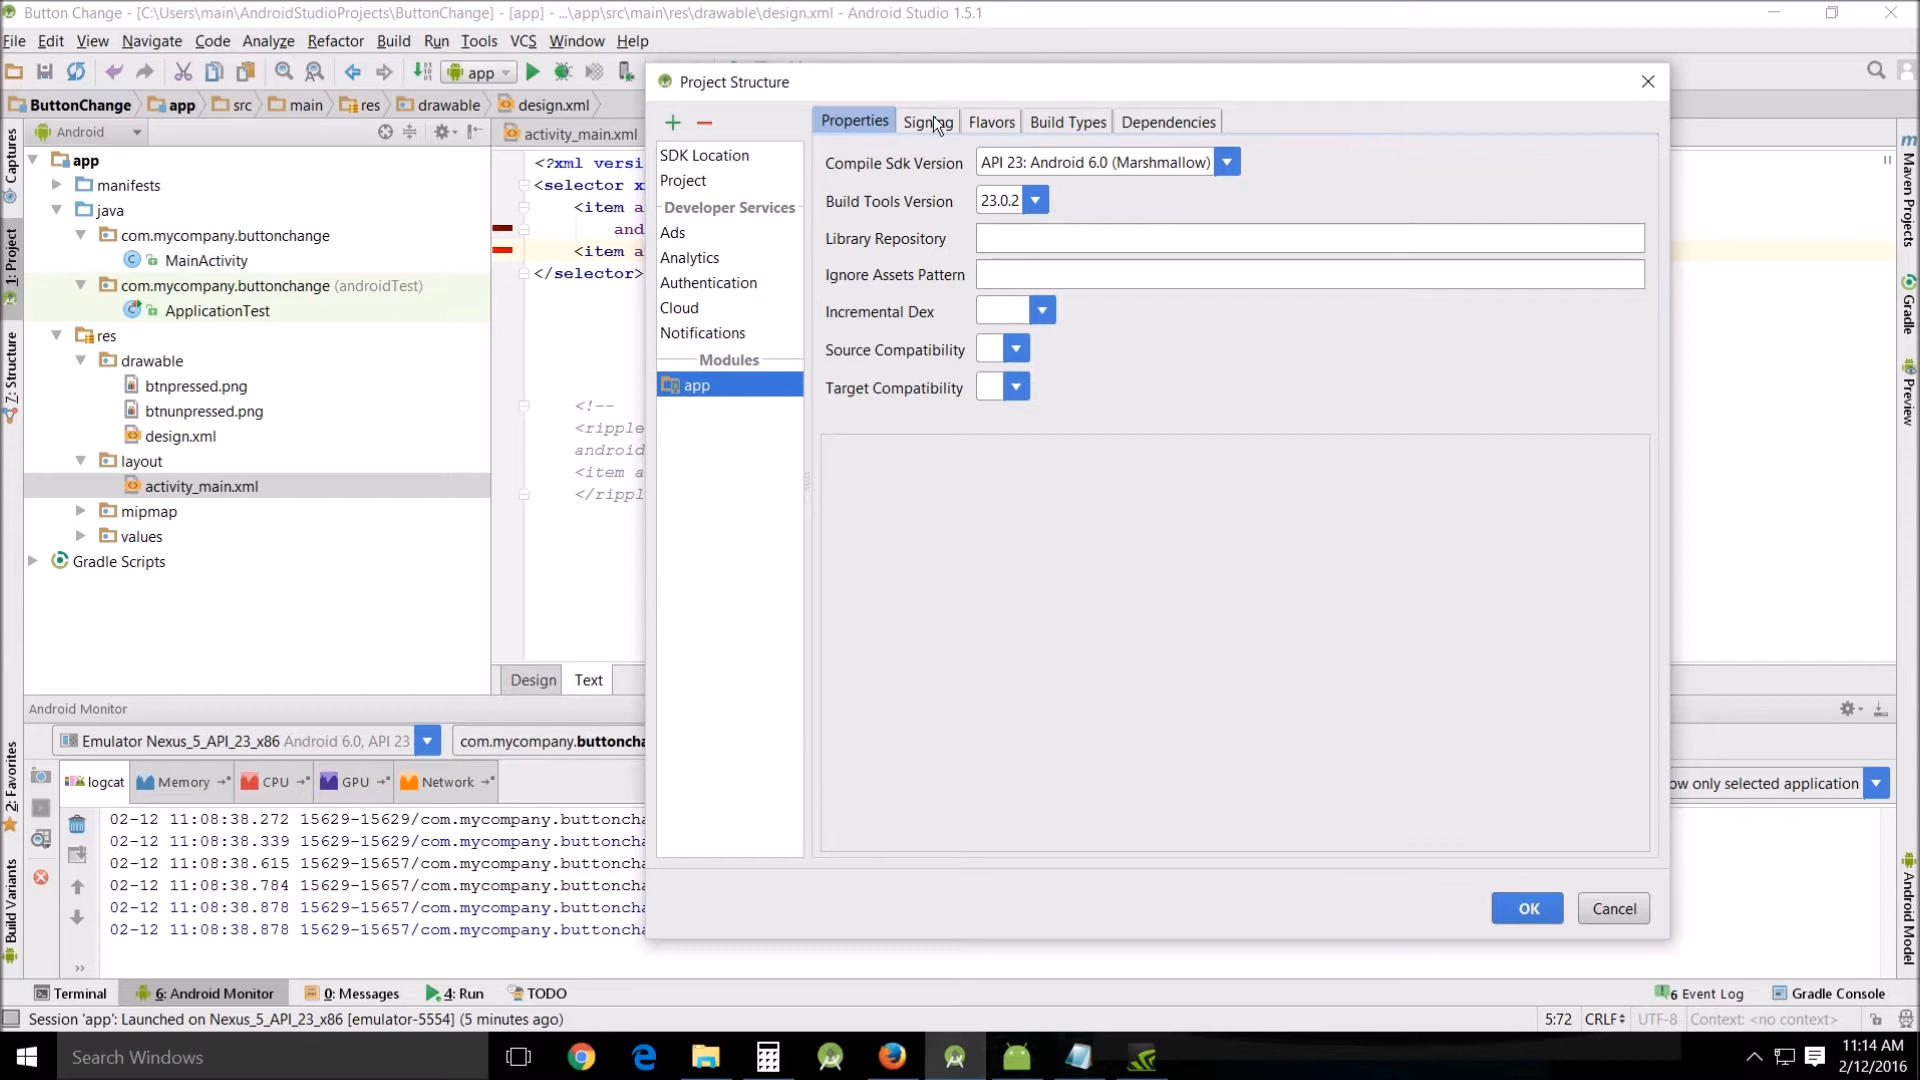 ButtonChange - [C:\Users\main\AndroidStudioProjects\ButtonChange] - [app] - ...\app\src\main\res\drawable\design.xml - Android Studio 1.5.1
File Edit View Navigate Code Analyze Refactor Build Run Tools VCS Window Help
app
ButtonChange app src main res drawable design.xml
Android
activity_main.xml
app
manifests
java
com.mycompany.buttonchange
MainActivity
com.mycompany.buttonchange (androidTest)
ApplicationTest
res
drawable
btnpressed.png
btnunpressed.png
design.xml
layout
activity_main.xml
mipmap
values
Gradle Scripts
<?xml versi
<selector x
<item a
and
<item a
</selector>
<!--
<ripple
android
<item a
</rippl
Design Text
Project Structure
SDK Location
Project
Developer Services
Ads
Analytics
Authentication
Cloud
Notifications
Modules
app
Properties Signing Flavors Build Types Dependencies
Compile Sdk Version API 23: Android 6.0 (Marshmallow)
Build Tools Version 23.0.2
Library Repository
Ignore Assets Pattern
Incremental Dex
Source Compatibility
Target Compatibility
OK Cancel
Captures
1: Project
Z: Structure
2: Favorites
Build Variants
Maven Projects
Gradle
Preview
Android Model
Android Monitor
Emulator Nexus_5_API_23_x86 Android 6.0, API 23 com.mycompany.buttoncha
logcat Memory CPU GPU Network
ow only selected application
02-12 11:08:38.272 15629-15629/com.mycompany.buttoncha
02-12 11:08:38.339 15629-15629/com.mycompany.buttoncha
02-12 11:08:38.615 15629-15657/com.mycompany.buttoncha
02-12 11:08:38.784 15629-15657/com.mycompany.buttoncha
02-12 11:08:38.878 15629-15657/com.mycompany.buttoncha
02-12 11:08:38.878 15629-15657/com.mycompany.buttoncha
Terminal 6: Android Monitor 0: Messages 4: Run TODO 6 Event Log Gradle Console
Session 'app': Launched on Nexus_5_API_23_x86 [emulator-5554] (5 minutes ago) 5:72 CRLF UTF-8 Context: <no context>
Search Windows
11:14 AM
2/12/2016